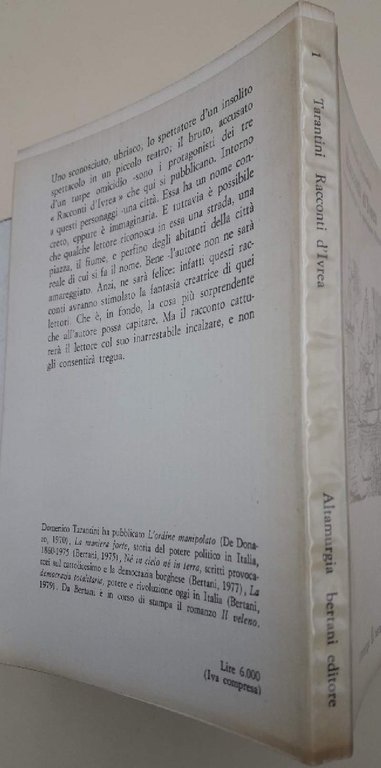 Uno sconosciuto, ubriaco, lo spettatore d'un insolito
spettacolo in un piccolo teatro; il bruto, accusato
d'un turpe omicidio -sono i protagonisti dei tre
« Racconti d'Ivrea » che qui si pubblicano. Intorno
a questi personaggi -una città. Essa ha un nome con-
creto, eppure è immaginaria. E tuttavia è possibile
che qualche lettore riconosca in essa una strada, una
piazza, il fiume, e perfino degli abitanti della città
reale di cui si fa il nome. Bene -l'autore non ne sarà
amareggiato. Anzi, ne sarà felice: infatti questi rac-
conti avranno stimolato la fantasia creatrice di quei
lettori. Che è, in fondo, la cosa più sorprendente
che all'autore possa capitare. Ma il racconto cattu-
rerà il lettore col suo inarrestabile incalzare, e non
gli consentirà tregua.
Domenico Tarantini ha pubblicato L'ordine manipolato (De Dona-
to, 1970), La maniera forte, storia del potere politico in Italia,
1860-1975 (Bertani, 1975), Né in cielo né in terra, scritti provoca-
tori sul cattolicesimo e la democrazia borghese (Bertani, 1977), La
democrazia totalitaria, potere e rivoluzione oggi in Italia (Bertani,
1979). Da Bertani è in corso di stampa il romanzo Il veleno.
Lire 6.000
(Iva compresa)
1 Tarantini Racconti d'Ivrea Altamurgia bertani editore